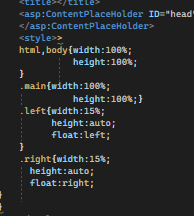 <title></title>
<asp:ContentPlaceHolder ID="head"
</asp:ContentPlaceHolder>
<style>>
html,body{width:100%;
height:100%;
}
.main{width:100%;
height:100%;}
.left{width:15%;
height:auto;
float:left;
}
.right{width:15%;
height:auto;
float:right;
}
}